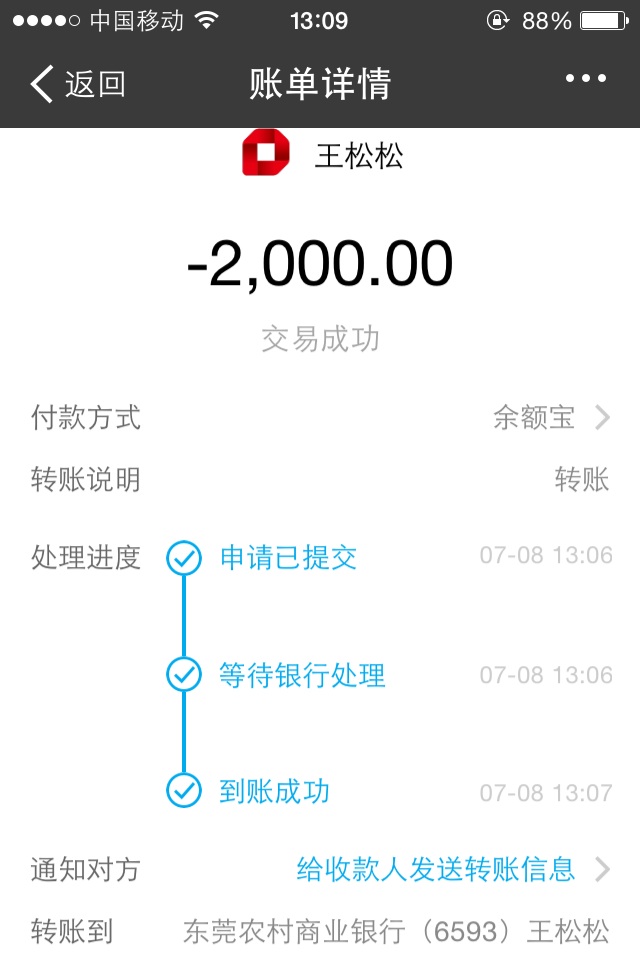 中国移动 13:09 88%
返回 账单详情
王松松
-2,000.00
交易成功
付款方式 余额宝
转账说明 转账
处理进度 申请已提交 07-08 13:06
等待银行处理 07-08 13:06
到账成功 07-08 13:07
通知对方 给收款人发送转账信息
转账到 东莞农村商业银行（6593）王松松